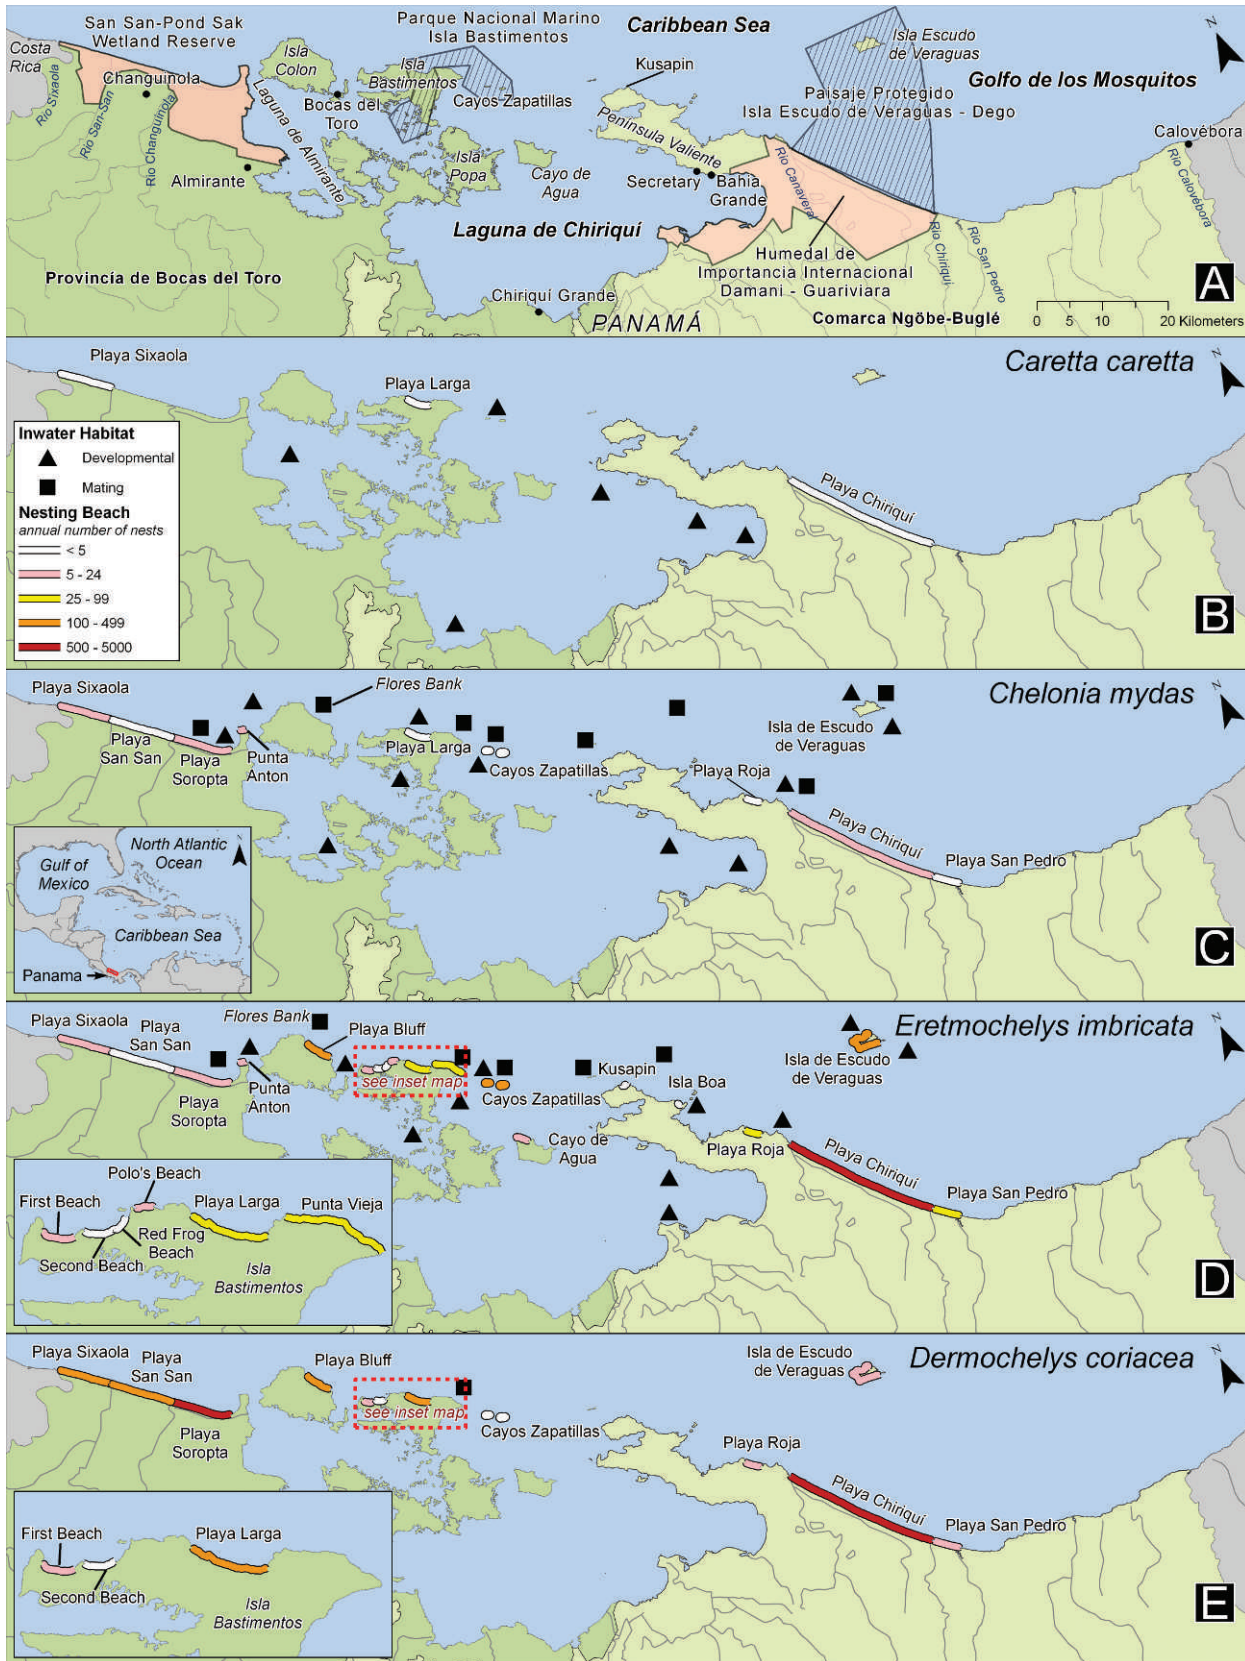 San San-Pond Sak
Wetland Reserve
Parque Nacional Marino
Isla Bastimentos
Caribbean Sea
Isla Escudo
de Veraguas
N
Costa
Rica
Isla
Colon
Isla
Bastimentos
Kusapin
Golfo de los Mosquitos
Changuinola
Cayos Zapatillas
Paisaje Protegido
Isla Escudo de Veraguas - Dego
Bocas del
Toro
Rio Sixaola
Rio San-San
Rio Changuinola
Laguna de Almirante
Peninsula Valiente
Calovébora
Almirante
Isla
Popa
Cayo de
Agua
Secretary
Bahia
Grande
Rio Canaveral
Rio Calovébora
Laguna de Chiriquí
Humedal de
Importancia Internacional
Damani - Guariviara
Rio Chiriqui
Rio San Pedro
Provincía de Bocas del Toro
Chiriquí Grande
PANAMÁ
Comarca Ngöbe-Buglé
0 5 10 20 Kilometers
A
Playa Sixaola
Playa Larga
Caretta caretta
N
Inwater Habitat
Developmental
Mating
Nesting Beach
annual number of nests
< 5
5 - 24
25 - 99
100 - 499
500 - 5000
Playa Chiriquí
B
Playa Sixaola
Flores Bank
Chelonia mydas
N
Playa
San San
Playa
Soropta
Punta
Anton
Playa Larga
Cayos Zapatillas
Isla de Escudo
de Veraguas
Playa Roja
Playa Chiriquí
Playa San Pedro
North Atlantic
Ocean
Gulf of
Mexico
Caribbean Sea
Panama
C
Playa Sixaola
Playa
San San
Flores Bank
Playa Bluff
Eretmochelys imbricata
N
Punta
Anton
Playa
Soropta
see inset map
Cayos Zapatillas
Kusapin
Isla Boa
Isla de Escudo
de Veraguas
Cayo de
Agua
Playa Roja
Playa Chiriquí
Playa San Pedro
Polo's Beach
First Beach
Playa Larga
Punta Vieja
Red Frog
Beach
Second Beach
Isla
Bastimentos
D
Playa Sixaola
Playa
San San
Playa Bluff
Isla de Escudo
de Veraguas
Dermochelys coriacea
N
see inset map
Playa
Soropta
Cayos Zapatillas
Playa Roja
Playa Chiriquí
Playa San Pedro
First Beach
Playa Larga
Second Beach
Isla
Bastimentos
E